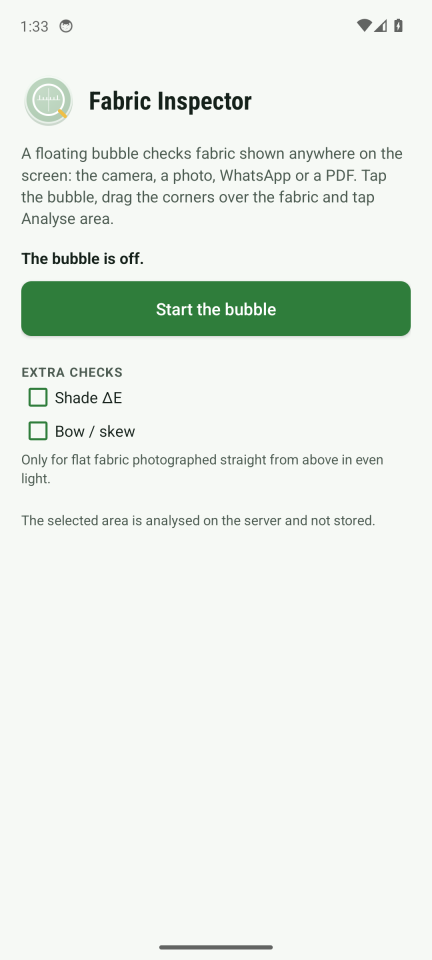 1:33
Fabric Inspector
A floating bubble checks fabric shown anywhere on the
screen: the camera, a photo, WhatsApp or a PDF. Tap
the bubble, drag the corners over the fabric and tap
Analyse area.
The bubble is off.
Start the bubble
EXTRA CHECKS
Shade ΔE
Bow / skew
Only for flat fabric photographed straight from above in even
light.
The selected area is analysed on the server and not stored.